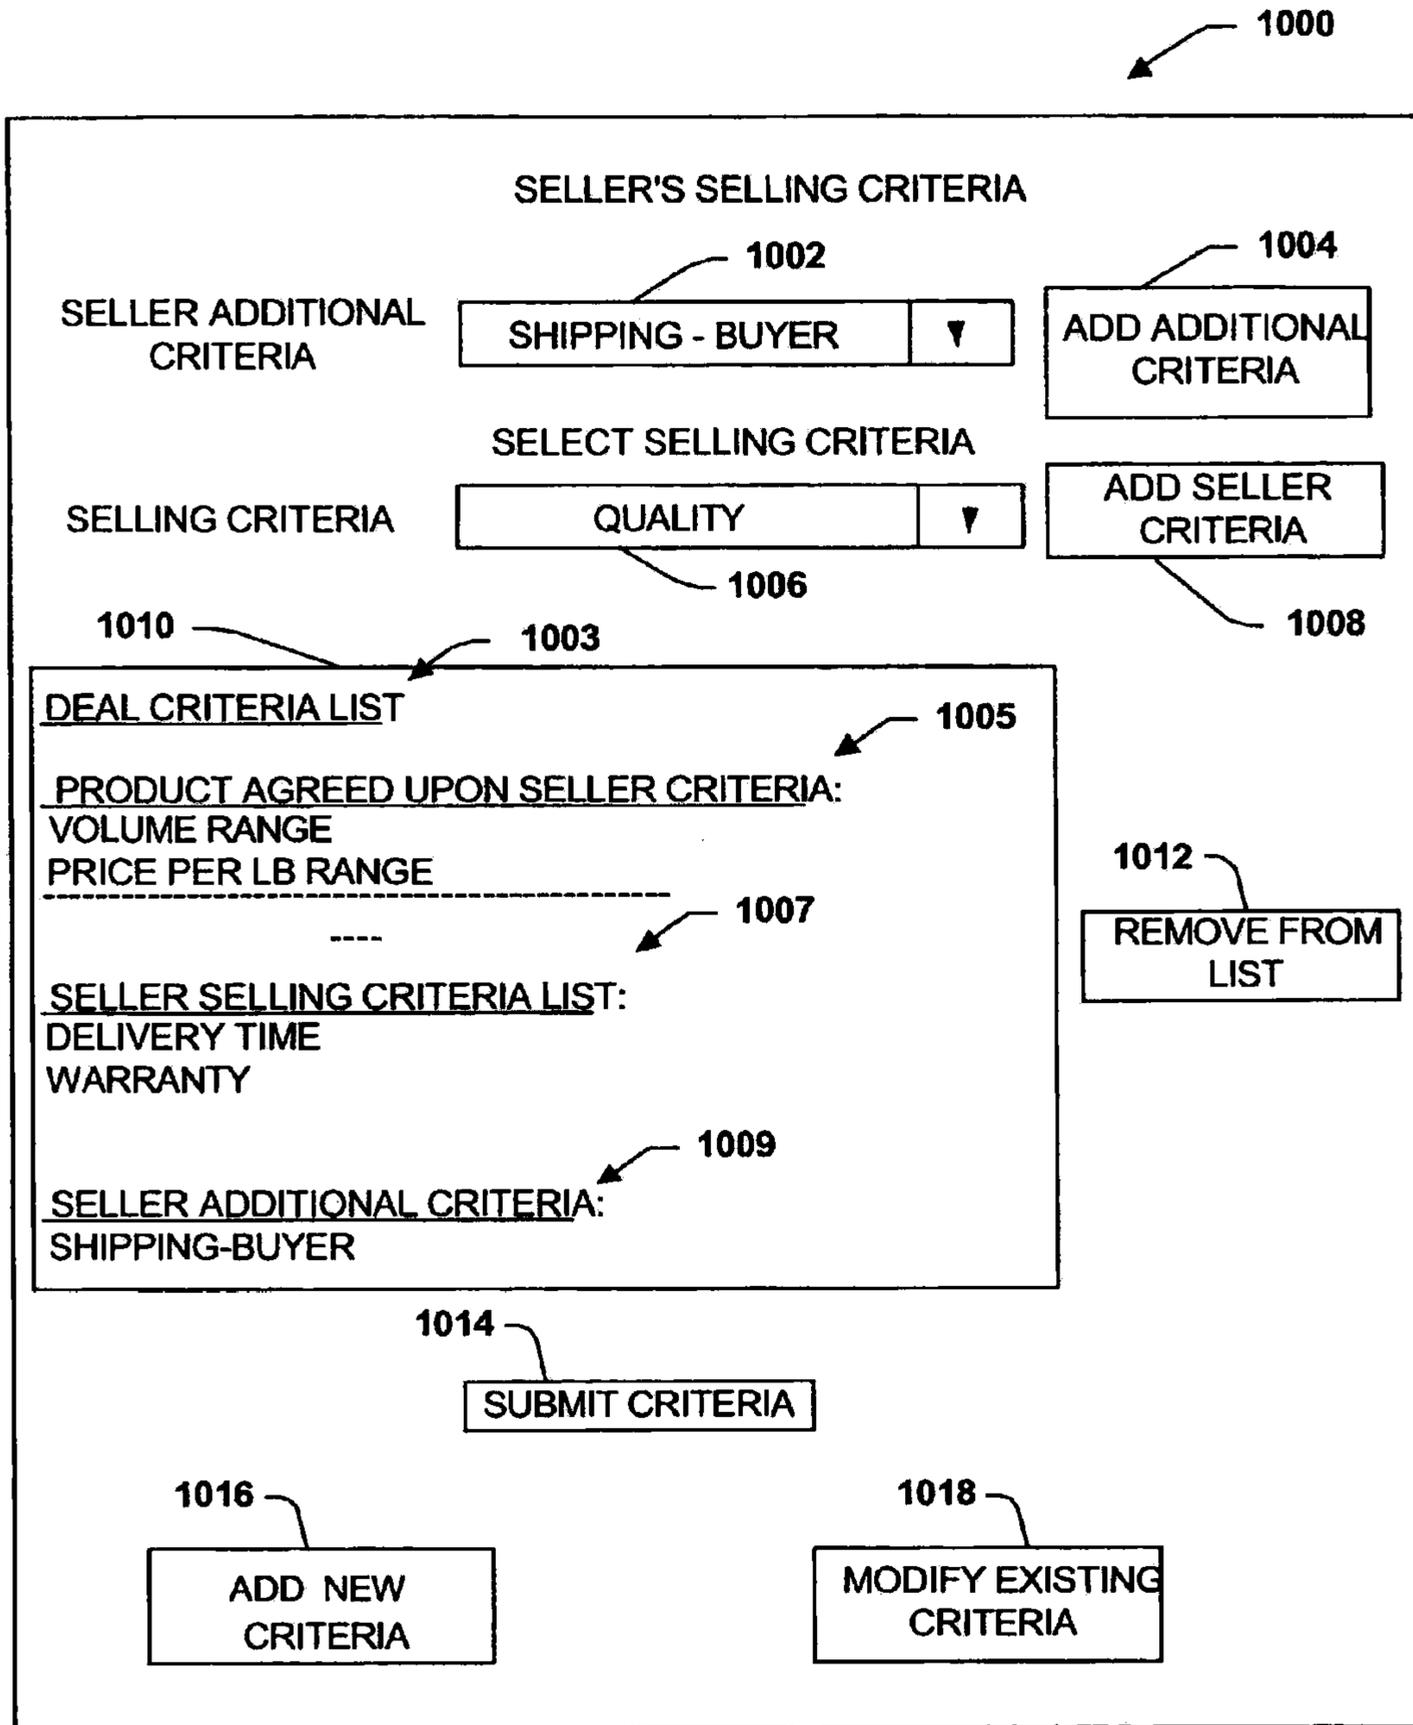 1000
SELLER'S SELLING CRITERIA
1002
1004
SELLER ADDITIONAL
CRITERIA
SHIPPING - BUYER
ADD ADDITIONAL
CRITERIA
SELECT SELLING CRITERIA
SELLING CRITERIA
QUALITY
ADD SELLER
CRITERIA
1006
1008
1010
1003
DEAL CRITERIA LIST
1005
PRODUCT AGREED UPON SELLER CRITERIA:
VOLUME RANGE
PRICE PER LB RANGE
----
1007
1012
REMOVE FROM
LIST
SELLER SELLING CRITERIA LIST:
DELIVERY TIME
WARRANTY
1009
SELLER ADDITIONAL CRITERIA:
SHIPPING-BUYER
1014
SUBMIT CRITERIA
1016
1018
ADD NEW
CRITERIA
MODIFY EXISTING
CRITERIA